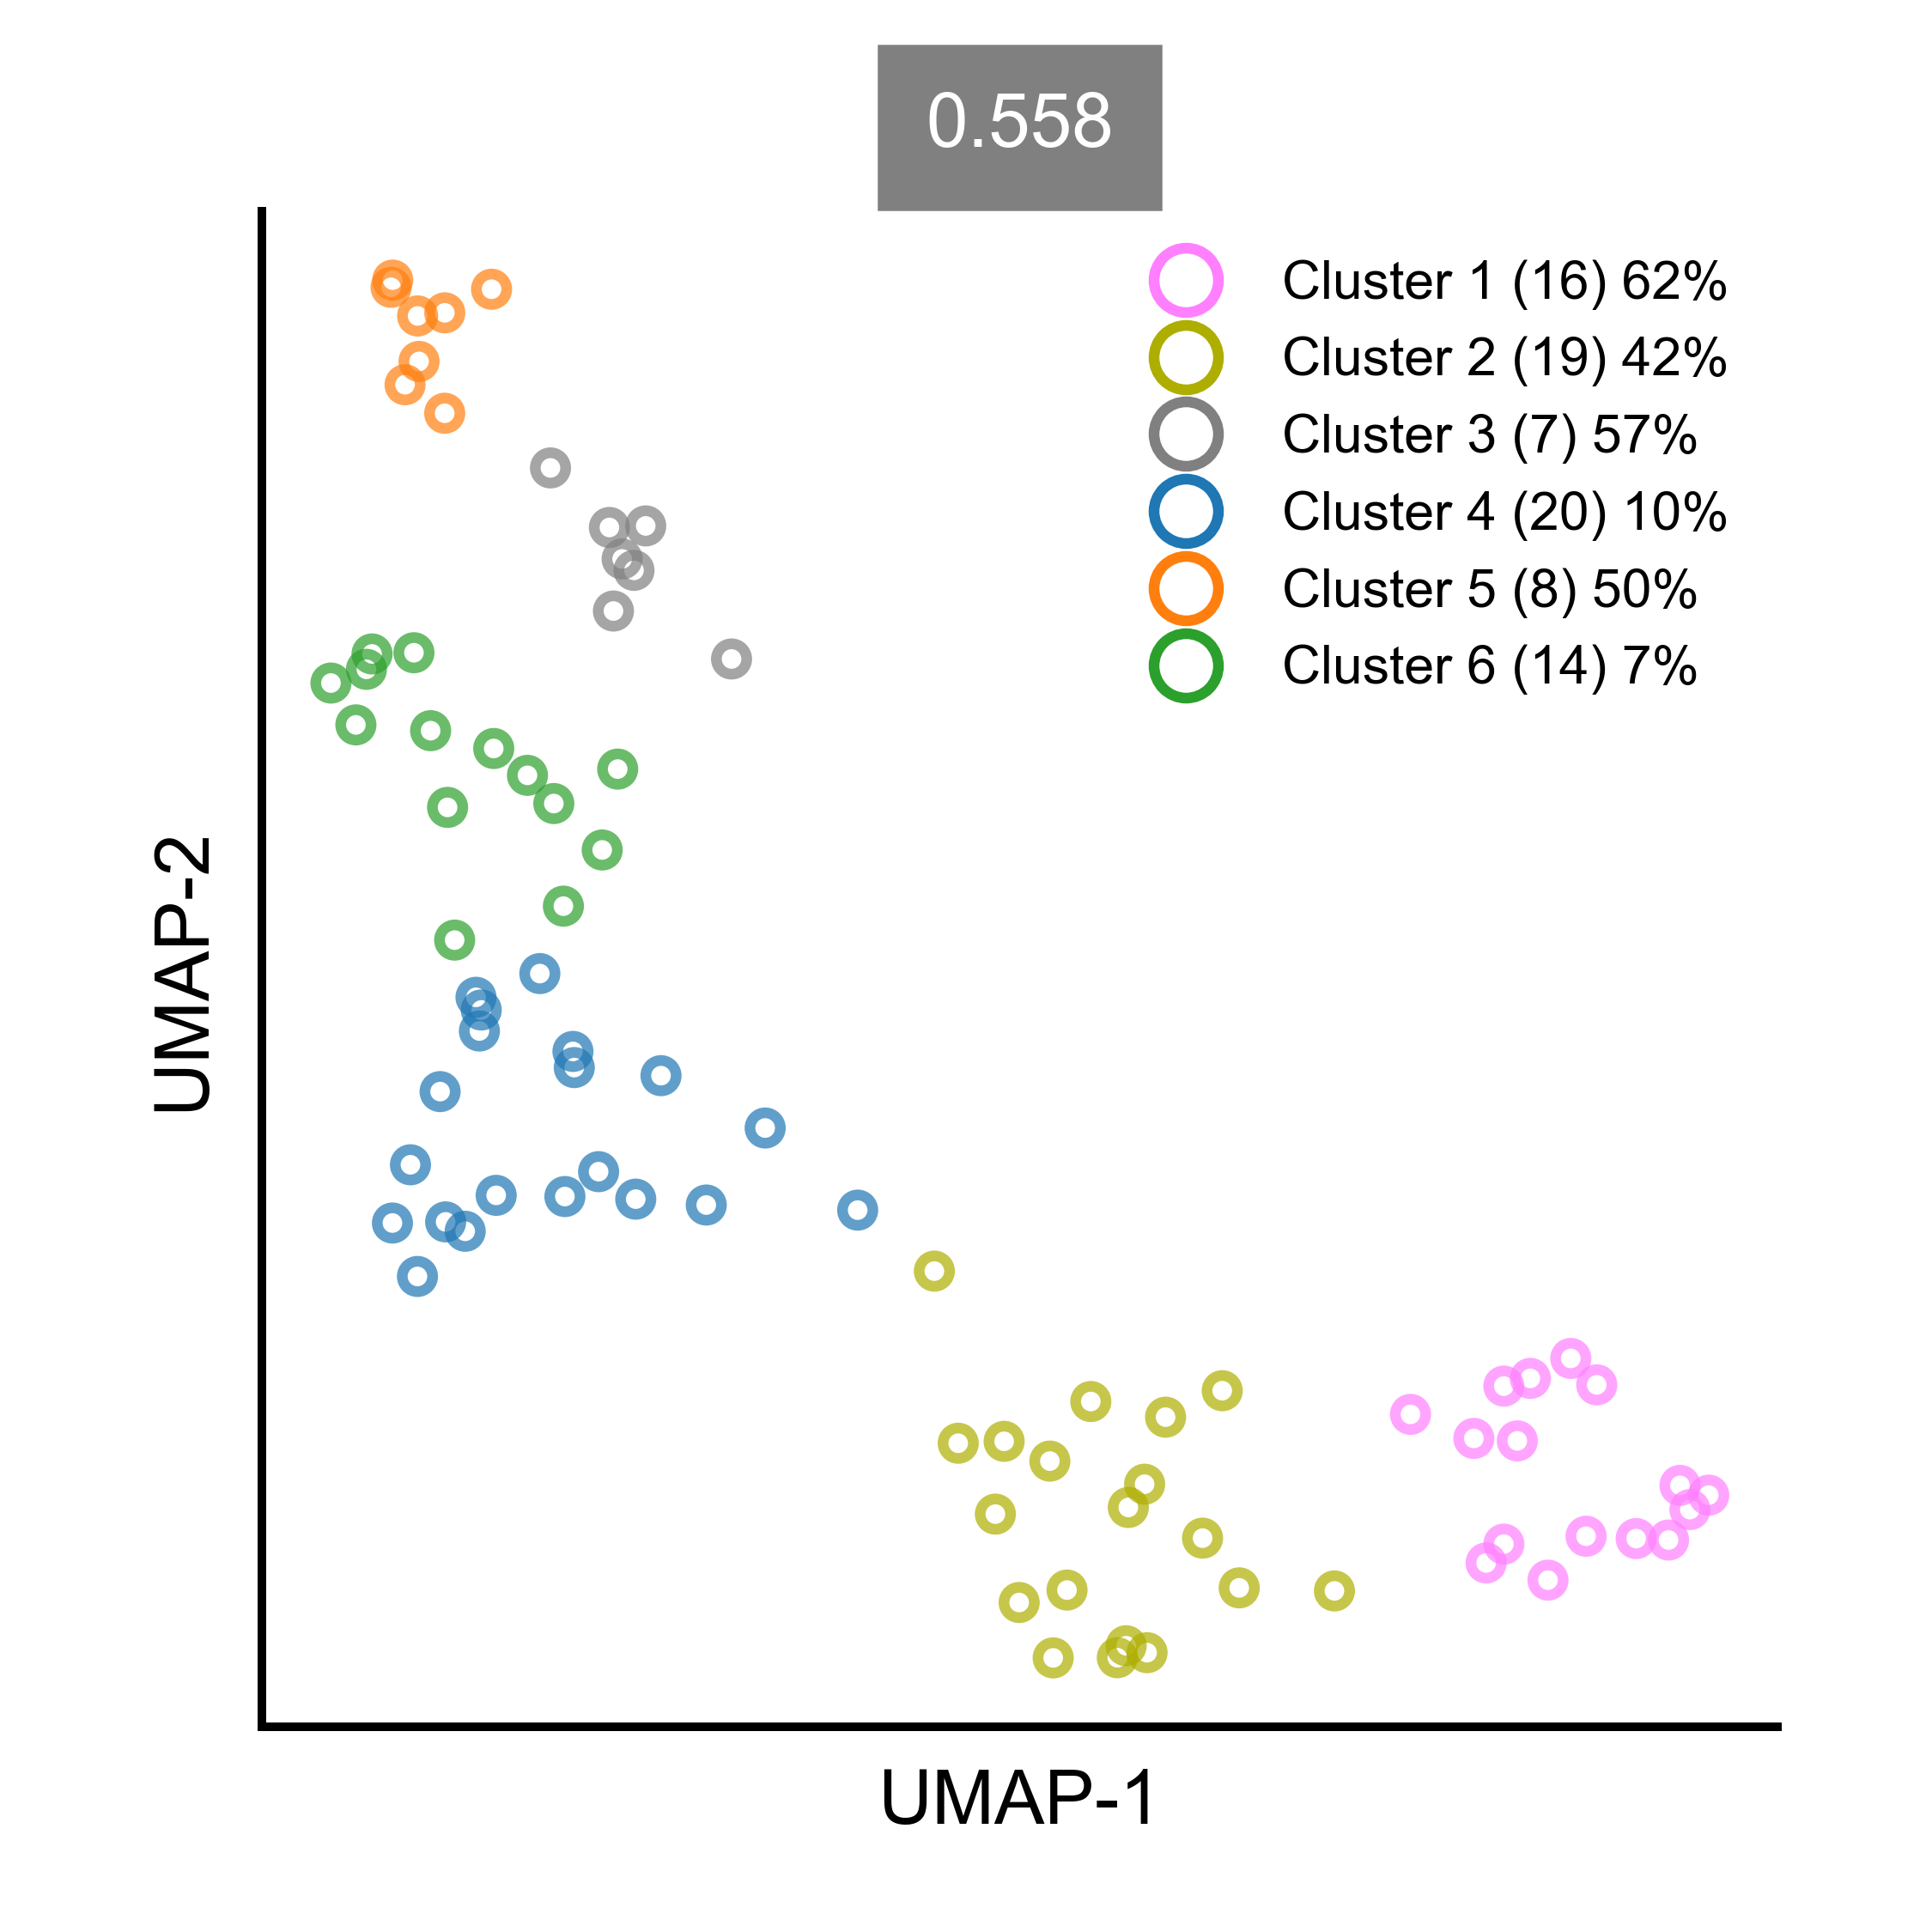 0.558
Cluster 1 (16) 62%
Cluster 2 (19) 42%
Cluster 3 (7) 57%
Cluster 4 (20) 10%
Cluster 5 (8) 50%
Cluster 6 (14) 7%
UMAP-2
UMAP-1